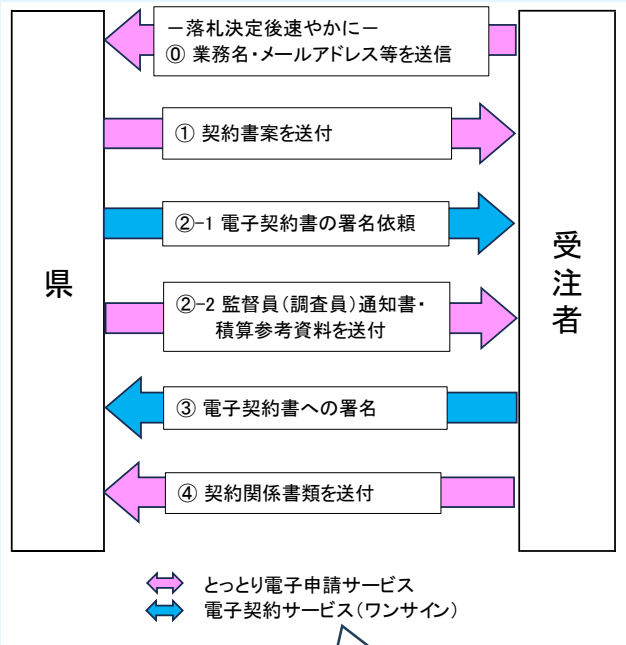 －落札決定後速やかに－
⓪ 業務名・メールアドレス等を送信
① 契約書案を送付
②-1 電子契約書の署名依頼
県
受注者
②-2 監督員（調査員）通知書・
積算参考資料を送付
③ 電子契約書への署名
④ 契約関係書類を送付
とっとり電子申請サービス
電子契約サービス（ワンサイン）